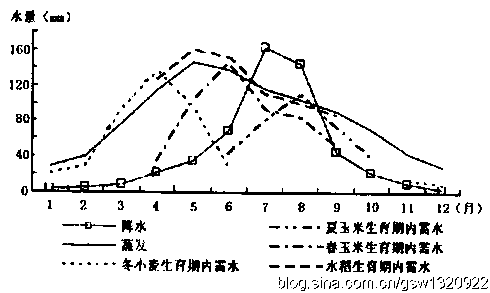 水量 (mm)
160
120
80
40
0
1 2 3 4 5 6 7 8 9 10 11 12 (月)
降水
夏玉米生育期内需水
蒸发
春玉米生育期内需水
冬小麦生育期内需水
水稻生育期内需水
blog.sina.com.cn/gsw1320922